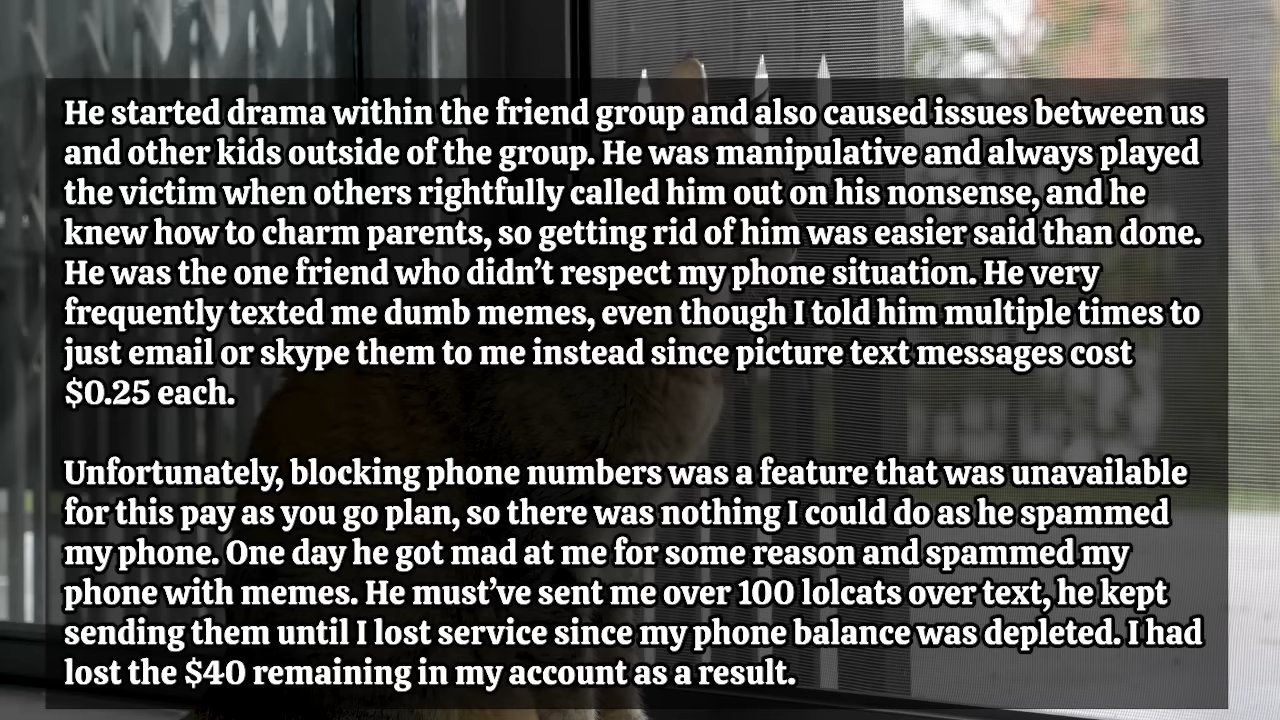 He started drama within the friend group and also caused issues between us
and other kids outside of the group. He was manipulative and always played
the victim when others rightfully called him out on his nonsense, and he
knew how to charm parents, so getting rid of him was easier said than done.
He was the one friend who didn’t respect my phone situation. He very
frequently texted me dumb memes, even though I told him multiple times to
just email or skype them to me instead since picture text messages cost
$0.25 each.

Unfortunately, blocking phone numbers was a feature that was unavailable
for this pay as you go plan, so there was nothing I could do as he spammed
my phone. One day he got mad at me for some reason and spammed my
phone with memes. He must’ve sent me over 100 lolcats over text, he kept
sending them until I lost service since my phone balance was depleted. I had
lost the $40 remaining in my account as a result.